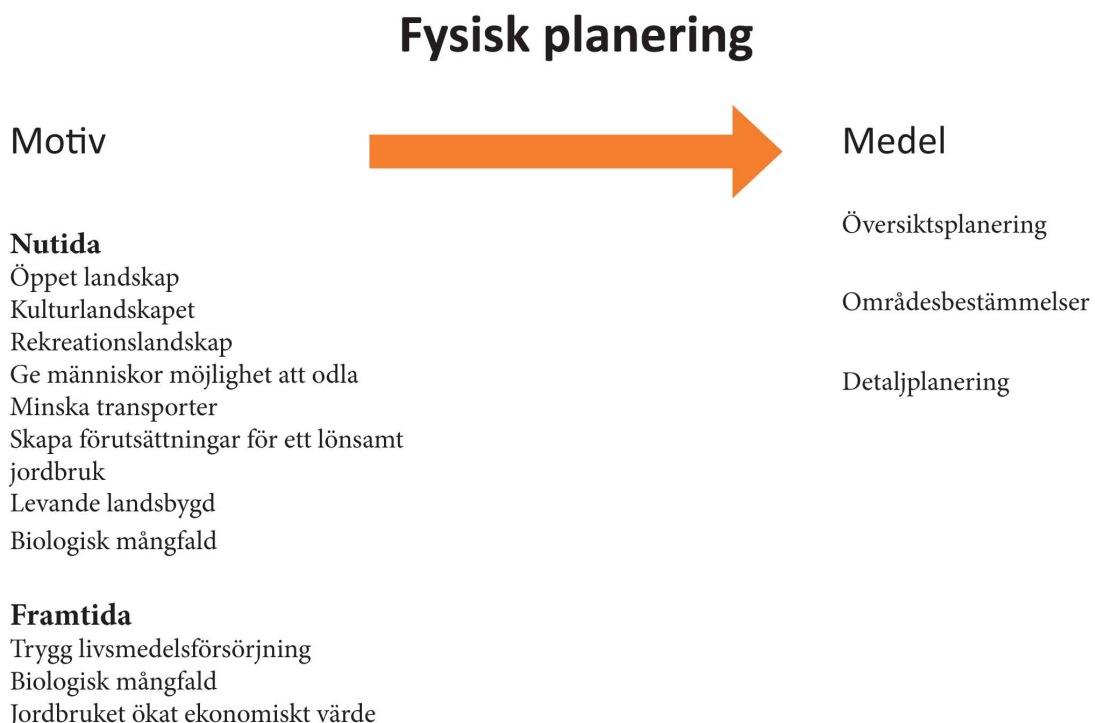 Fysisk planering
Motiv
Nutida
Öppet landskap
Kulturlandskapet
Rekreationslandskap
Ge människor möjlighet att odla
Minska transporter
Skapa förutsättningar för ett lönsamt
jordbruk
Levande landsbygd
Biologisk mångfald
Framtida
Trygg livsmedelsförsörjning
Biologisk mångfald
Jordbruket ökat ekonomiskt värde
Medel
Översiktsplanering
Områdesbestämmelser
Detaljplanering